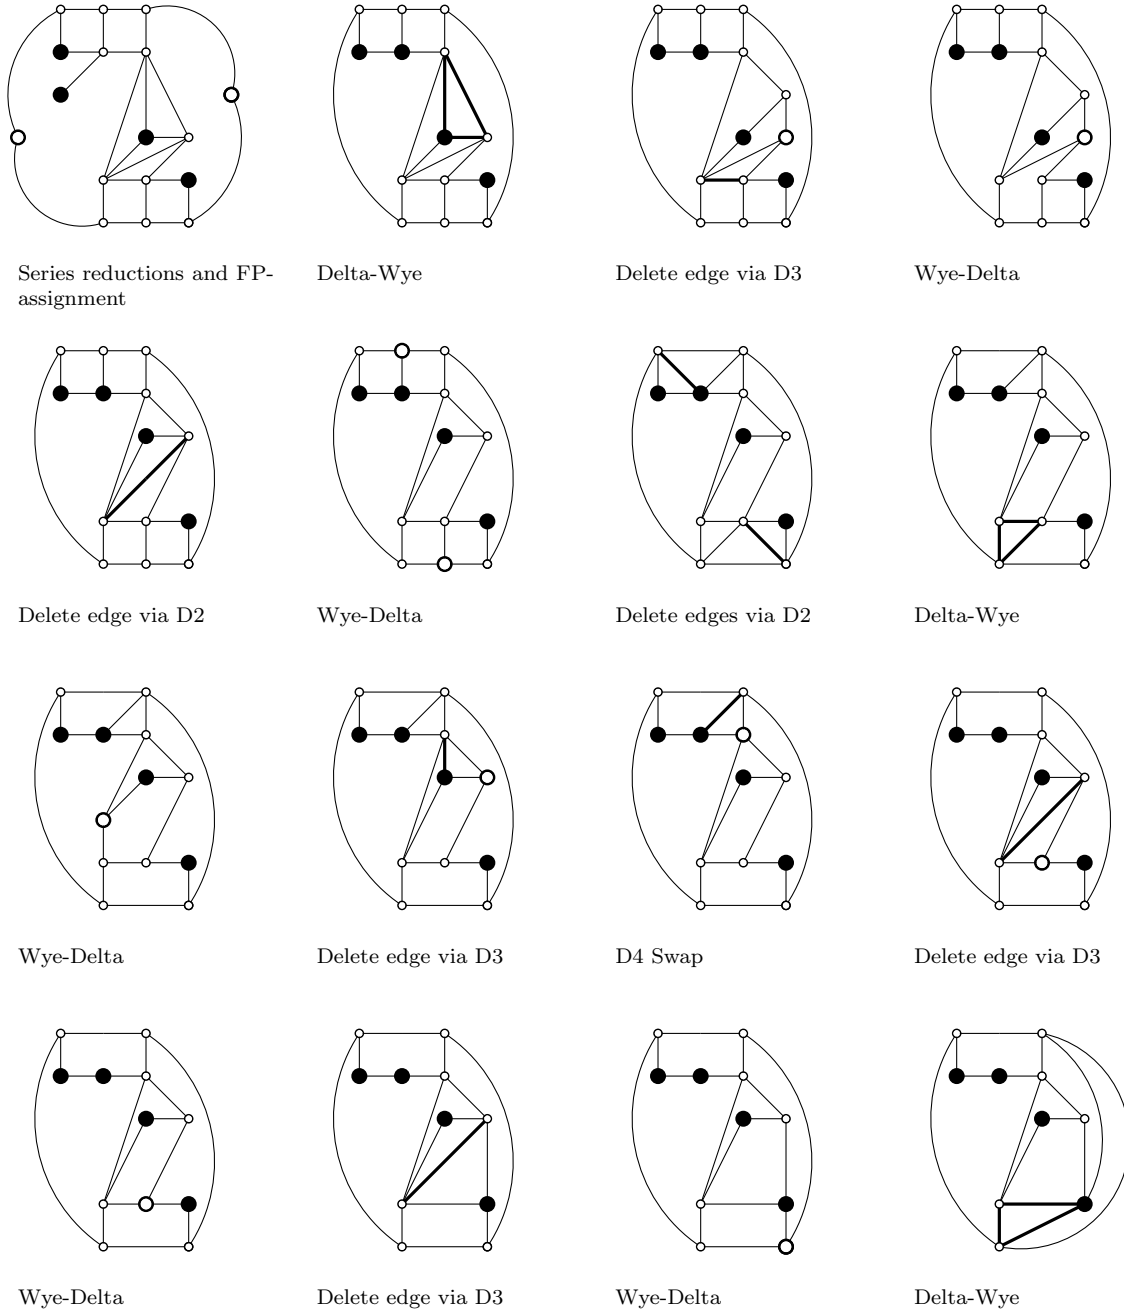 Series reductions and FP-
assignment
Delta-Wye
Delete edge via D3
Wye-Delta
Delete edge via D2
Wye-Delta
Delete edges via D2
Delta-Wye
Wye-Delta
Delete edge via D3
D4 Swap
Delete edge via D3
Wye-Delta
Delete edge via D3
Wye-Delta
Delta-Wye